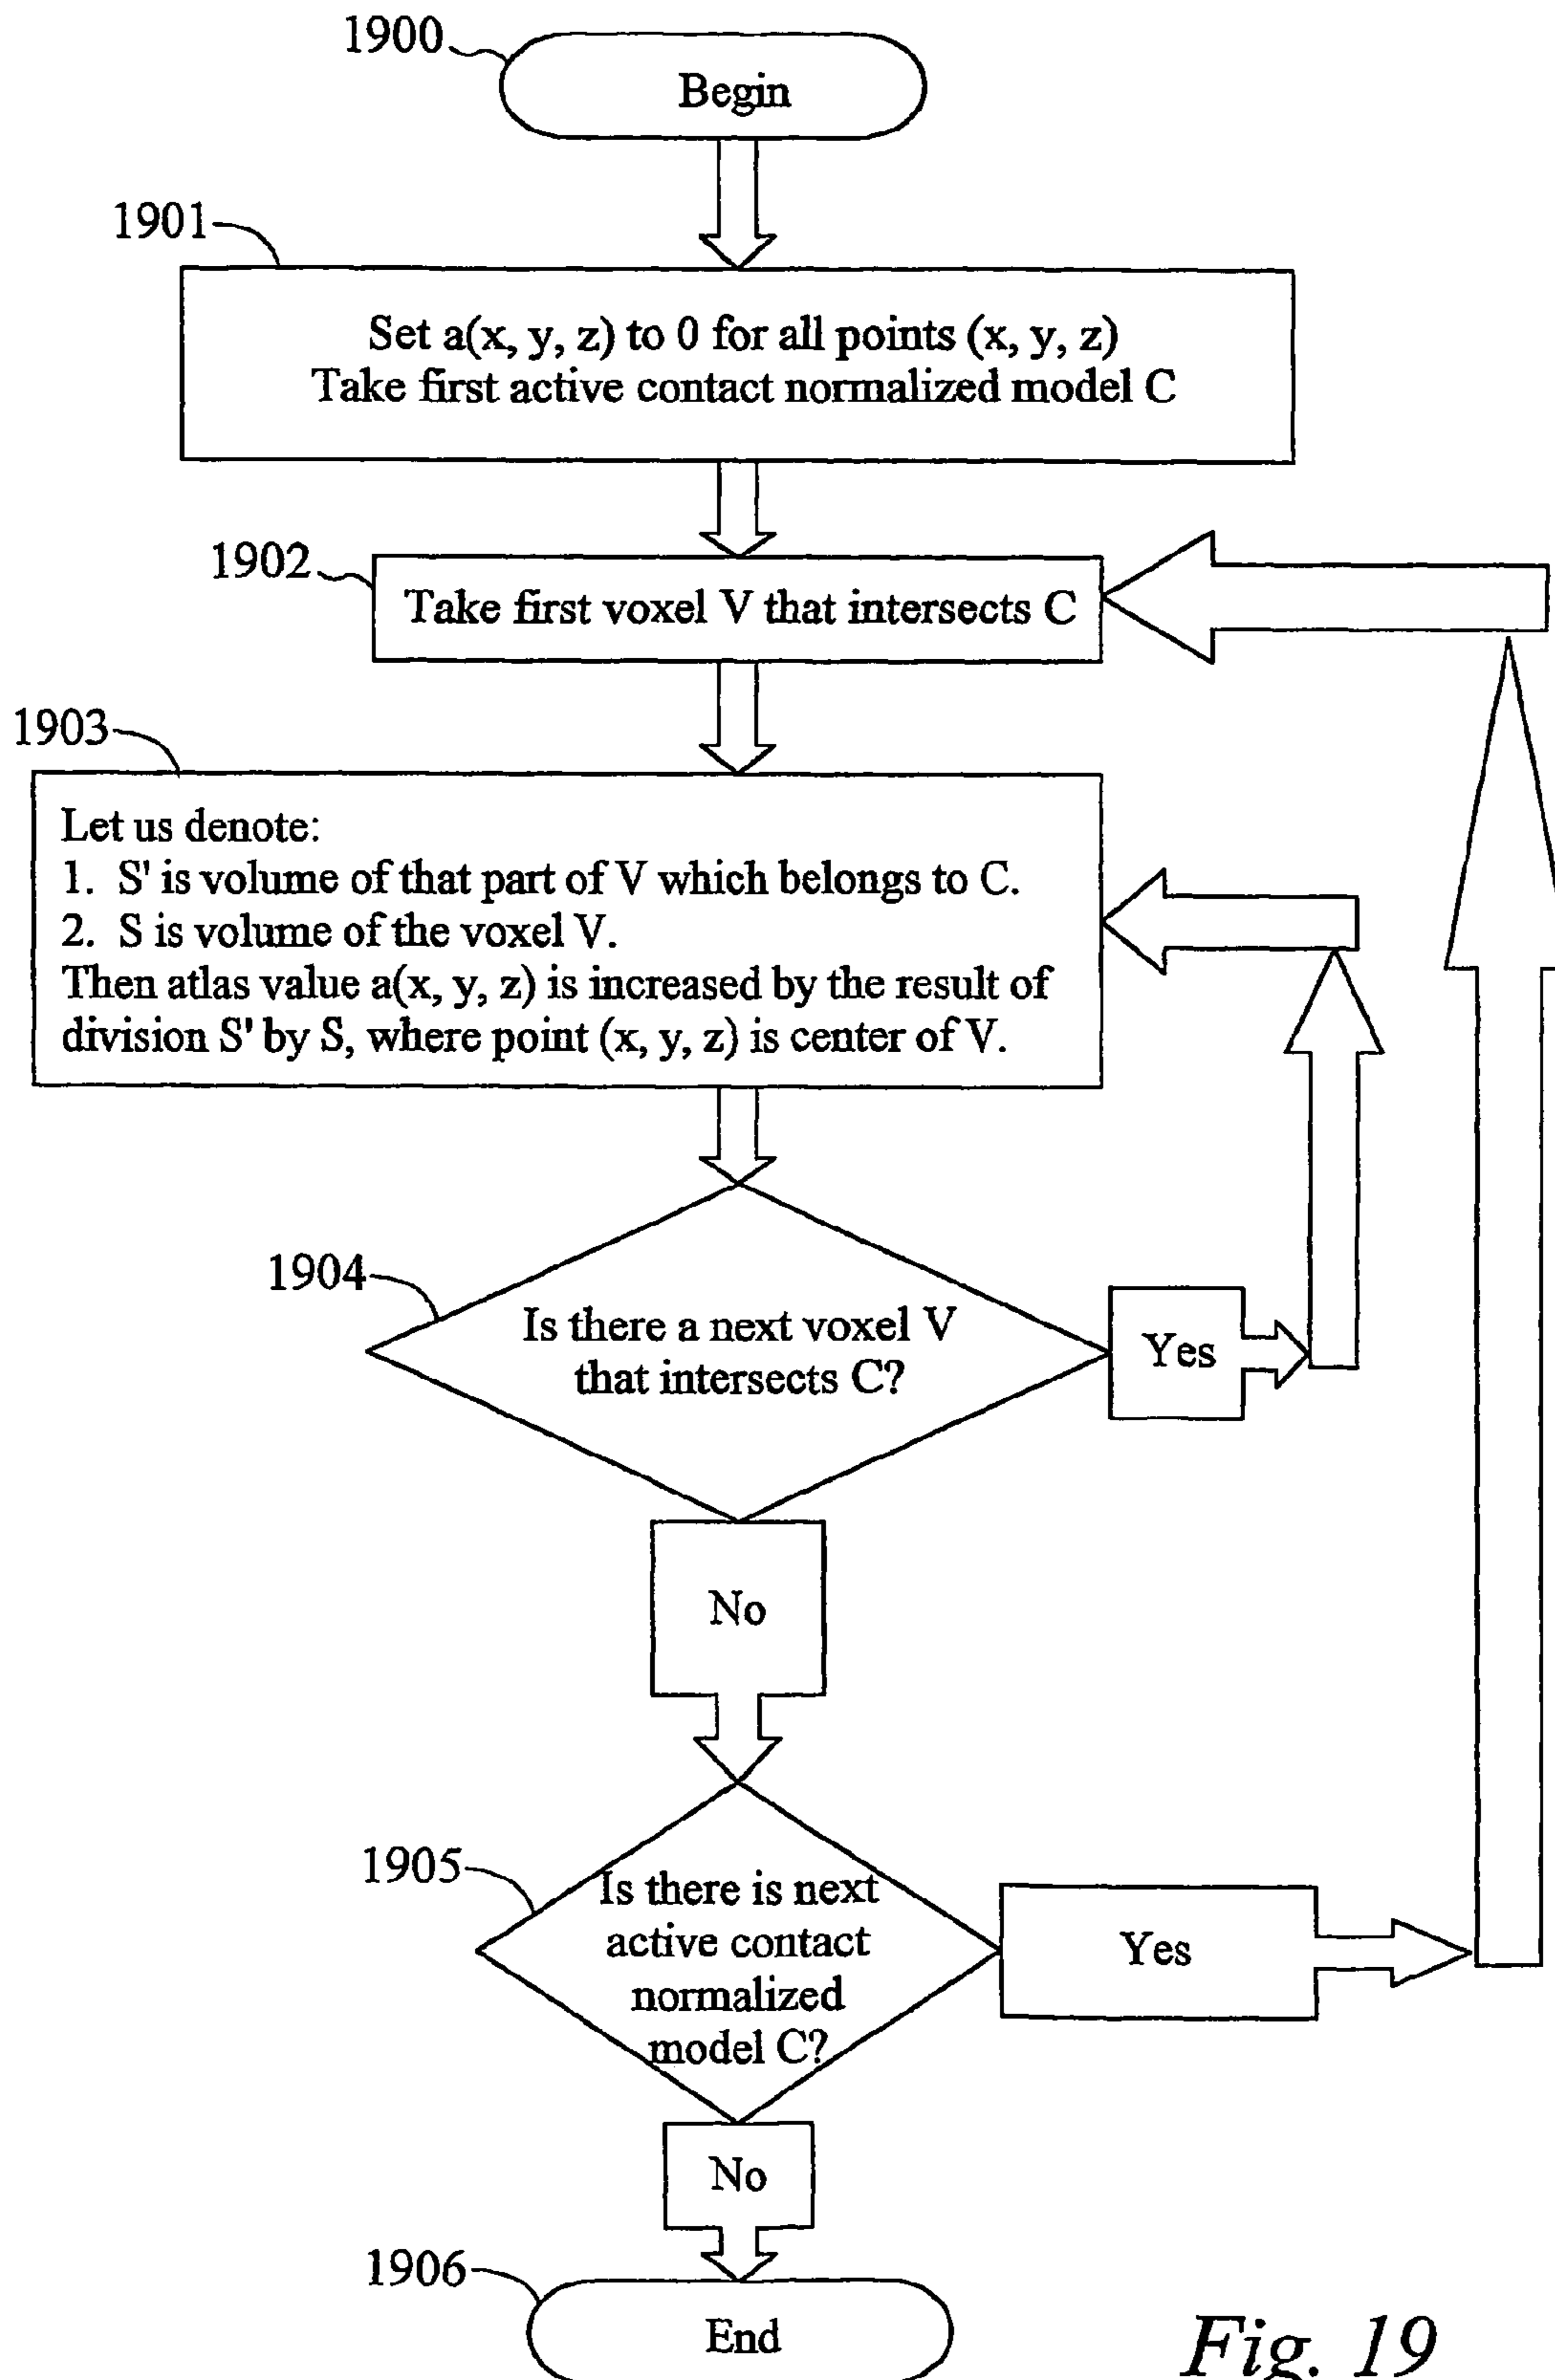 1900
Begin
1901
Set a(x, y, z) to 0 for all points (x, y, z)
Take first active contact normalized model C
1902
Take first voxel V that intersects C
1903
Let us denote:
1. S' is volume of that part of V which belongs to C.
2. S is volume of the voxel V.
Then atlas value a(x, y, z) is increased by the result of
division S' by S, where point (x, y, z) is center of V.
1904
Is there a next voxel V
that intersects C?
Yes
No
1905
Is there is next
active contact
normalized
model C?
Yes
No
1906
End
Fig. 19